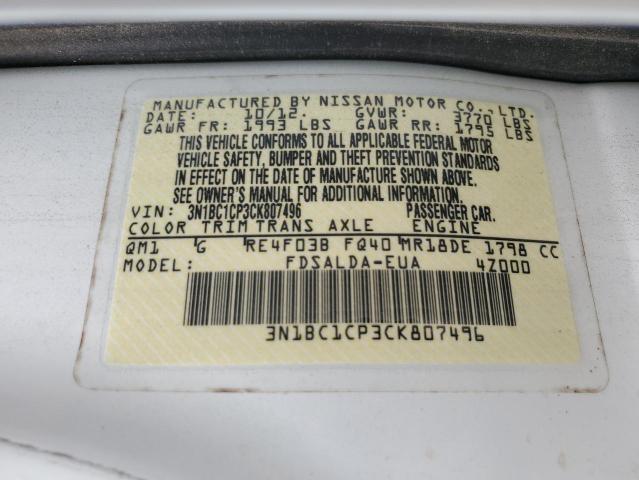 MANUFACTURED BY NISSAN MOTOR CO., LTD.
DATE: 10/12. GVWR: 3770 LBS
GAWR FR: 1993 LBS GAWR RR: 1795 LBS
THIS VEHICLE CONFORMS TO ALL APPLICABLE FEDERAL MOTOR
VEHICLE SAFETY, BUMPER AND THEFT PREVENTION STANDARDS
IN EFFECT ON THE DATE OF MANUFACTURE SHOWN ABOVE.
SEE OWNER'S MANUAL FOR ADDITIONAL INFORMATION.
VIN: 3N1BC1CP3CK807496 PASSENGER CAR.
COLOR TRIM TRANS AXLE ENGINE
QM1 G RE4F03B FQ40 MR18DE 1798 CC
MODEL: FDSALDA-EUA 4Z000
3N1BC1CP3CK807496